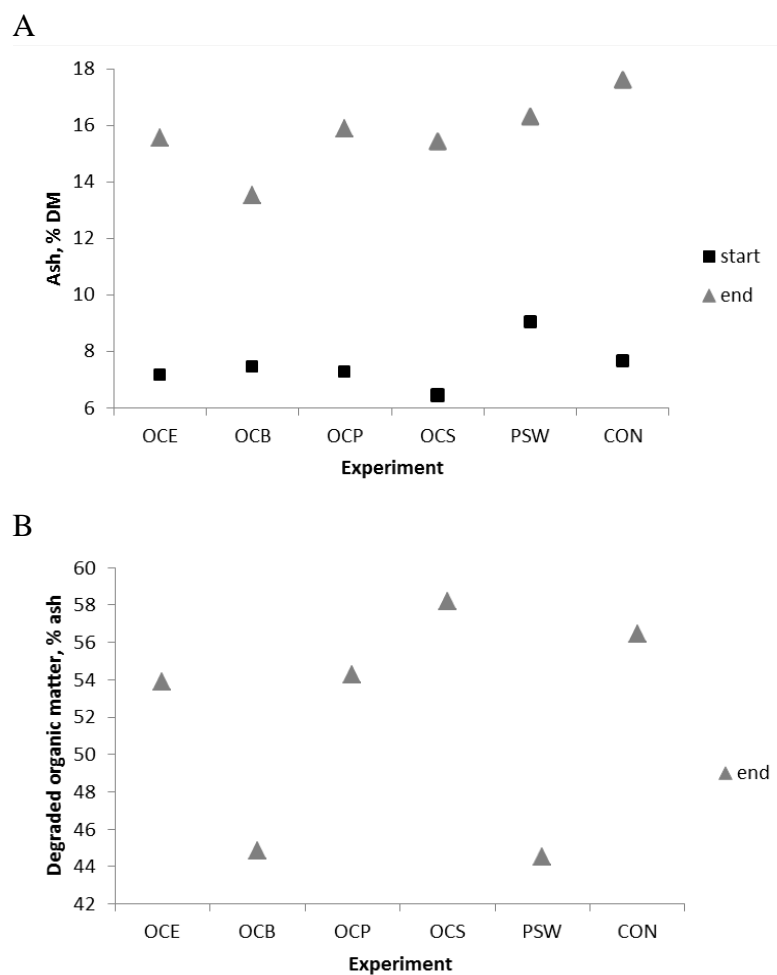 A
18
16
14
12
10
8
6
Ash, % DM
start
end
OCE OCB OCP OCS PSW CON
Experiment
B
60
58
56
54
52
50
48
46
44
42
Degraded organic matter, % ash
end
OCE OCB OCP OCS PSW CON
Experiment